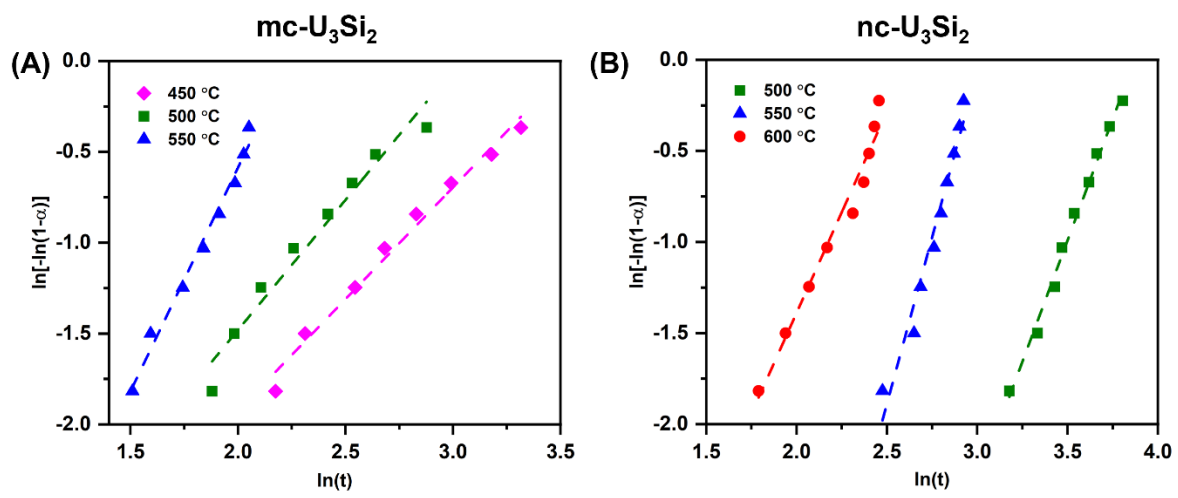 mc-U₃Si₂
(A)
ln[-ln(1-α)]
0.0
-0.5
-1.0
-1.5
-2.0
450 °C
500 °C
550 °C
1.5 2.0 2.5 3.0 3.5
ln(t)
nc-U₃Si₂
(B)
ln[-ln(1-α)]
0.0
-0.5
-1.0
-1.5
-2.0
500 °C
550 °C
600 °C
1.5 2.0 2.5 3.0 3.5 4.0
ln(t)